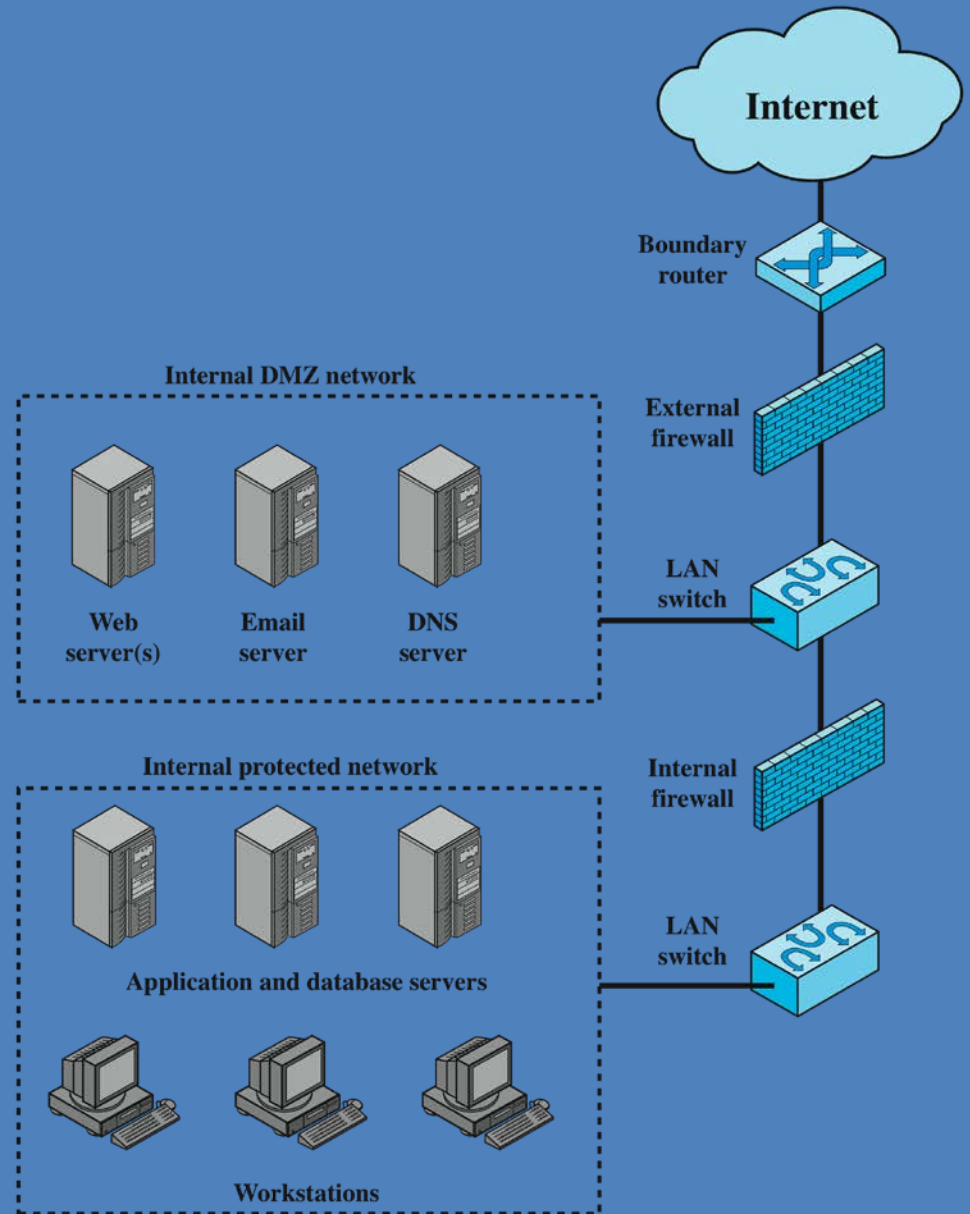 Internet
Boundary
router
Internal DMZ network
External
firewall
Web
server(s)
Email
server
DNS
server
LAN
switch
Internal protected network
Internal
firewall
Application and database servers
LAN
switch
Workstations